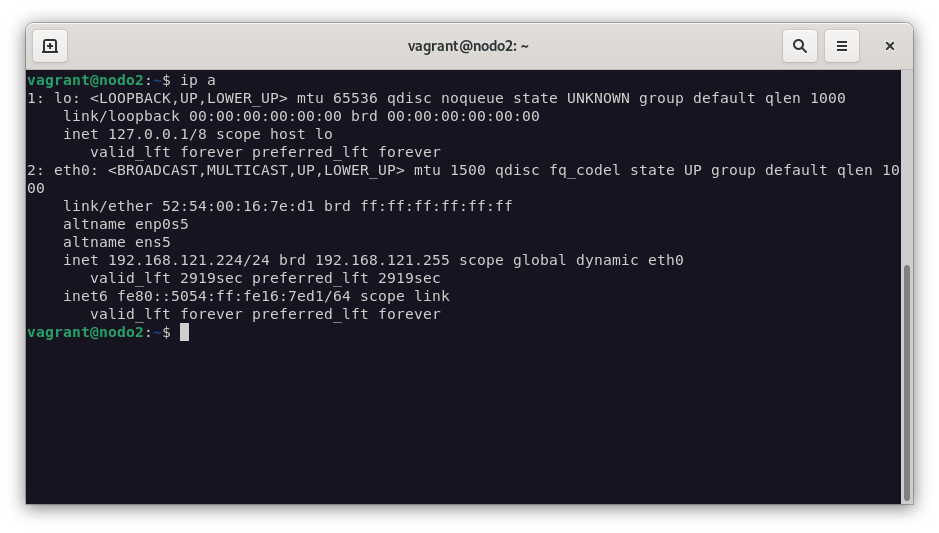 vagrant@nodo2: ~
vagrant@nodo2:~$ ip a
1: lo: <LOOPBACK,UP,LOWER_UP> mtu 65536 qdisc noqueue state UNKNOWN group default qlen 1000
    link/loopback 00:00:00:00:00:00 brd 00:00:00:00:00:00
    inet 127.0.0.1/8 scope host lo
       valid_lft forever preferred_lft forever
2: eth0: <BROADCAST,MULTICAST,UP,LOWER_UP> mtu 1500 qdisc fq_codel state UP group default qlen 10
00
    link/ether 52:54:00:16:7e:d1 brd ff:ff:ff:ff:ff:ff
    altname enp0s5
    altname ens5
    inet 192.168.121.224/24 brd 192.168.121.255 scope global dynamic eth0
       valid_lft 2919sec preferred_lft 2919sec
    inet6 fe80::5054:ff:fe16:7ed1/64 scope link
       valid_lft forever preferred_lft forever
vagrant@nodo2:~$